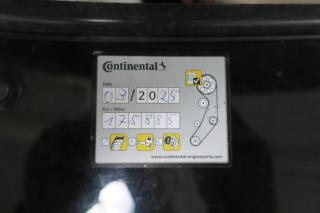 Continental
Date
09/2025
Km / Miles
175885
www.continental-engineparts.com